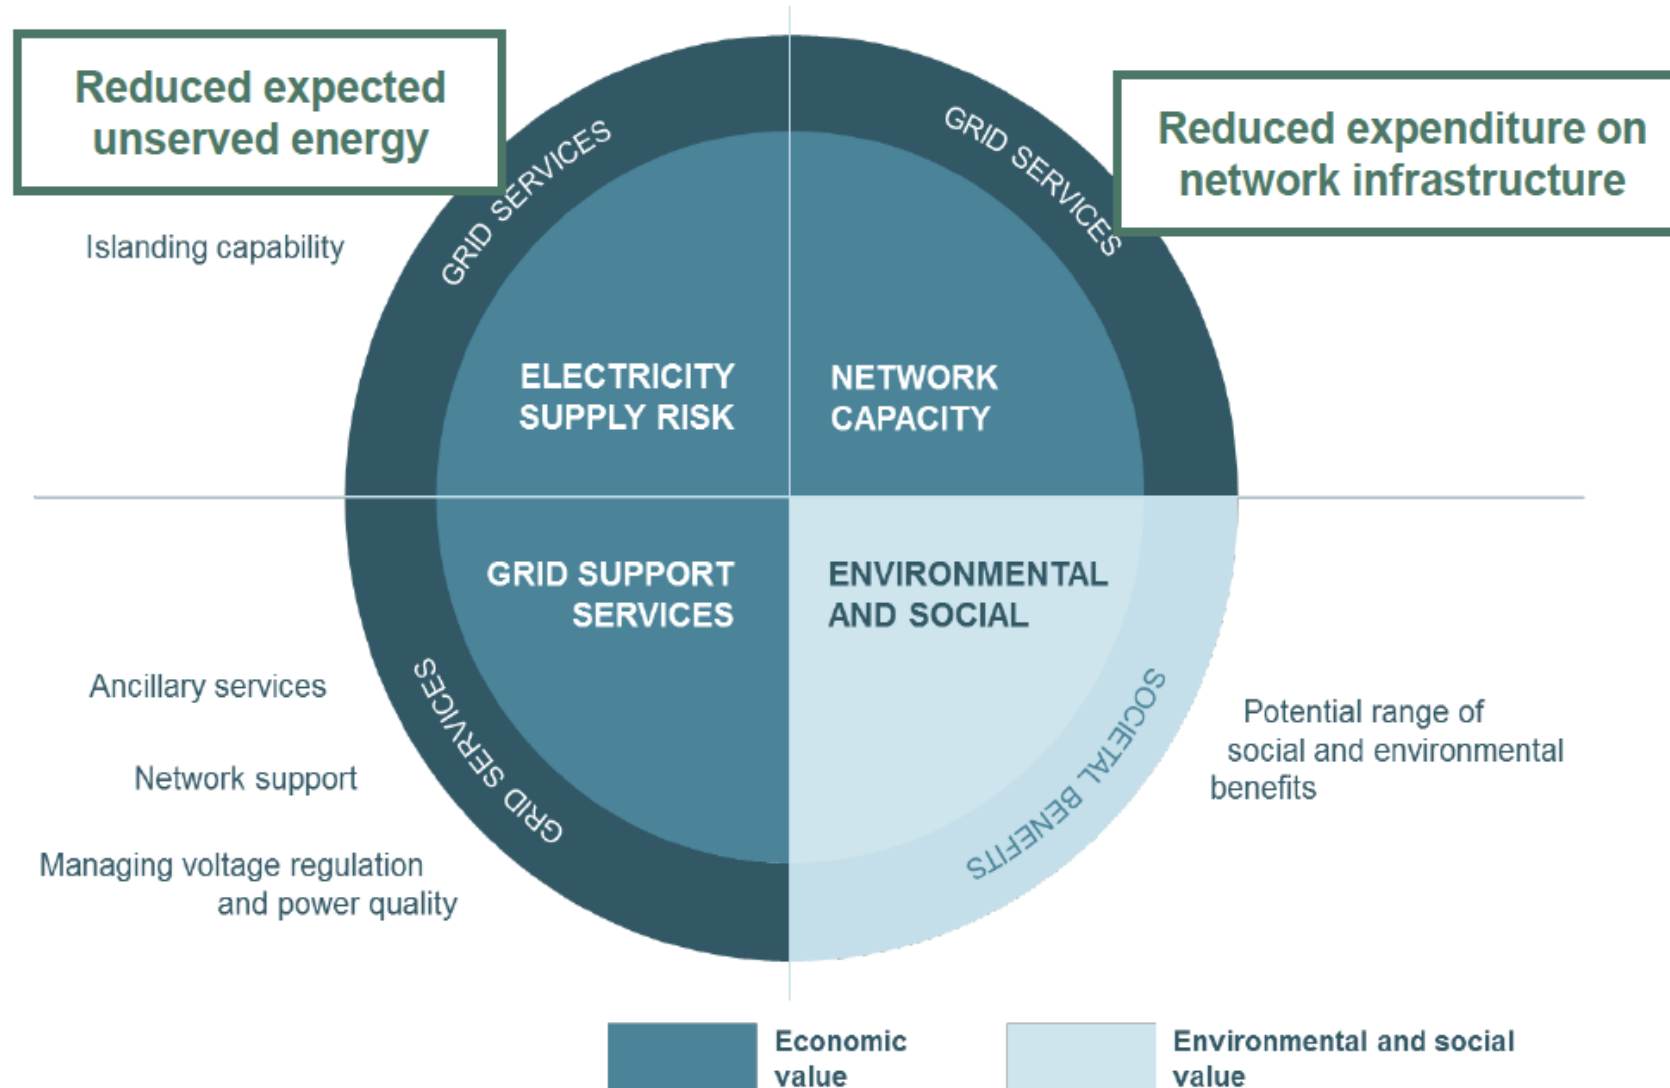 Reduced expected
unserved energy
Islanding capability
GRID SERVICES
ELECTRICITY
SUPPLY RISK
GRID SERVICES
Reduced expenditure on
network infrastructure
NETWORK
CAPACITY
GRID SUPPORT
SERVICES
GRID SERVICES
Ancillary services
Network support
Managing voltage regulation
and power quality
ENVIRONMENTAL
AND SOCIAL
SOCIETAL BENEFITS
Potential range of
social and environmental
benefits
Economic
value
Environmental and social
value